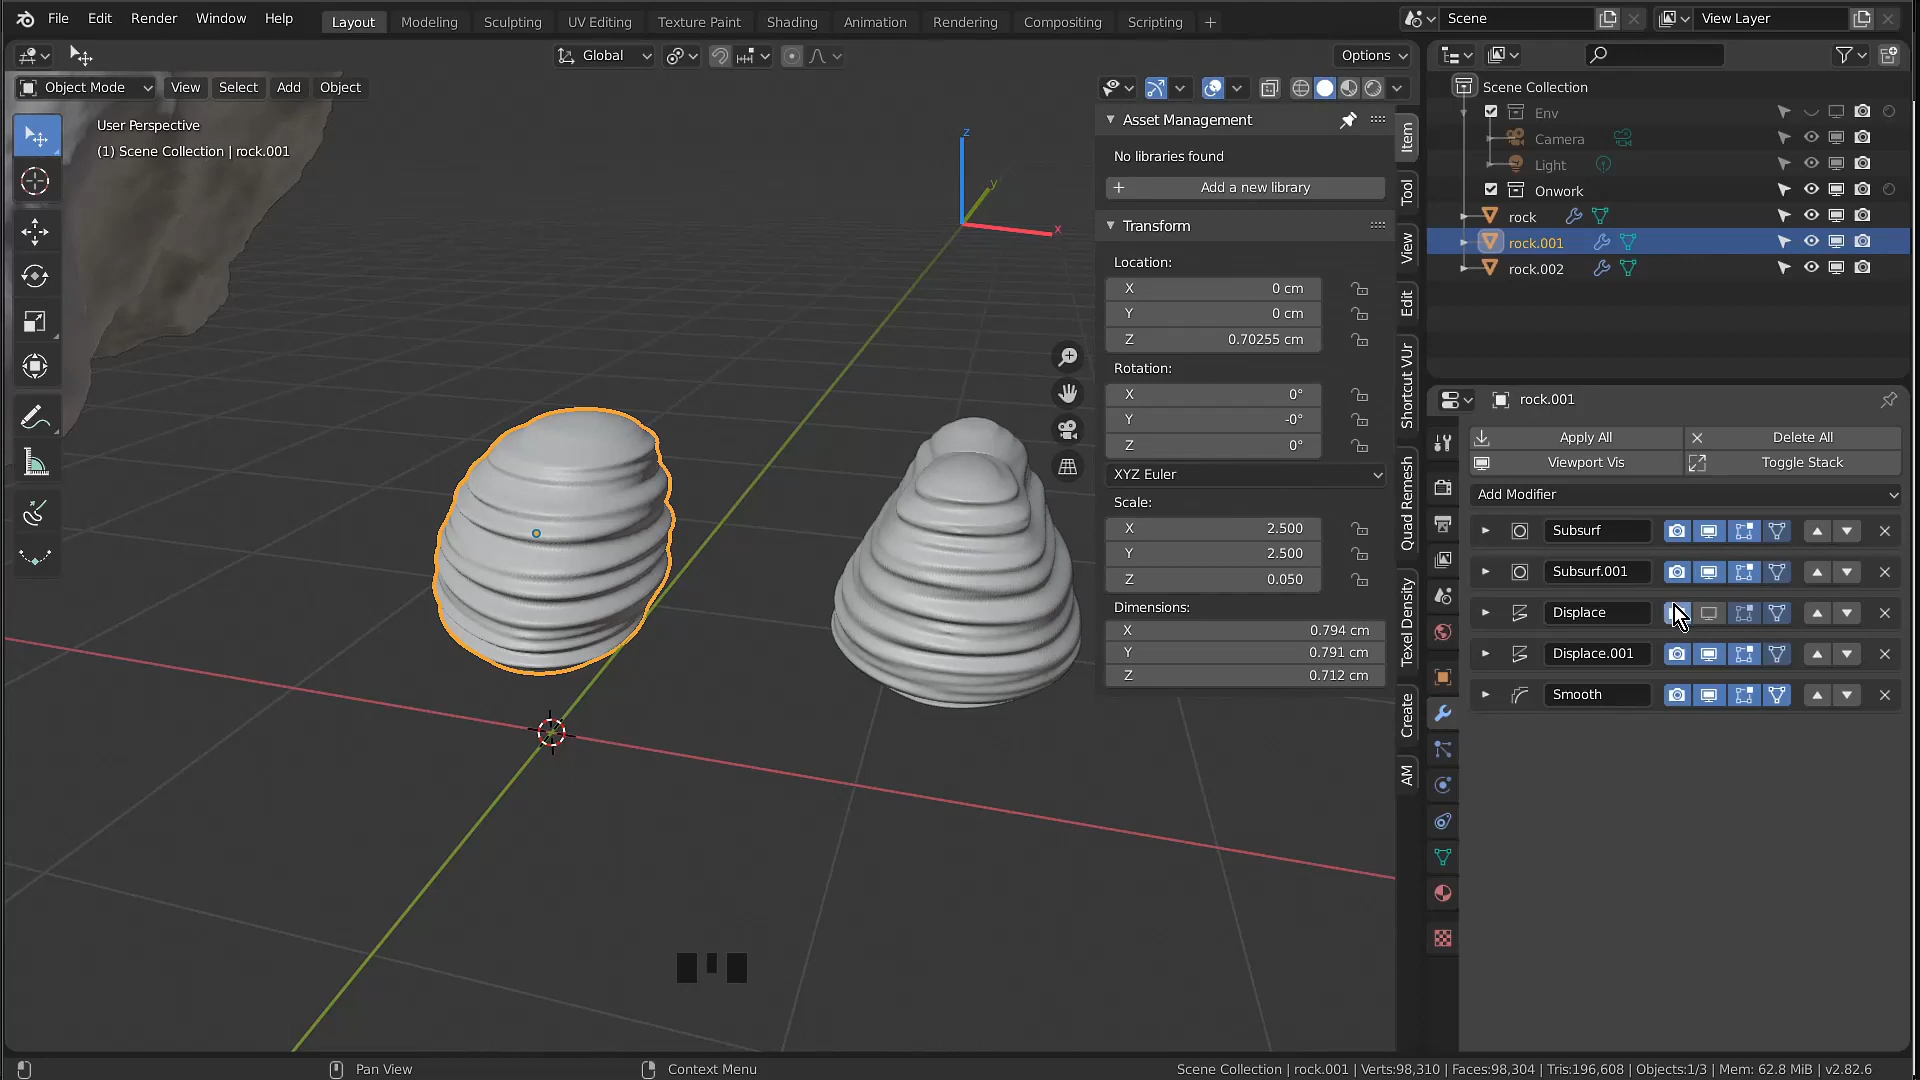 File Edit Render Window Help Layout Modeling Sculpting UV Editing Texture Paint Shading Animation Rendering Compositing Scripting + Scene View Layer
Global Options
Object Mode View Select Add Object
User Perspective
(1) Scene Collection | rock.001
z
y
x
Asset Management
No libraries found
+ Add a new library
Transform
Location:
X 0 cm
Y 0 cm
Z 0.70255 cm
Rotation:
X 0°
Y -0°
Z 0°
XYZ Euler
Scale:
X 2.500
Y 2.500
Z 0.050
Dimensions:
X 0.794 cm
Y 0.791 cm
Z 0.712 cm
Item
Tool
View
Edit
Shortcut VUr
Quad Remesh
Texel Density
Create
AM
Scene Collection
Env
Camera
Light
Onwork
rock
rock.001
rock.002
rock.001
Apply All Delete All
Viewport Vis Toggle Stack
Add Modifier
Subsurf
Subsurf.001
Displace
Displace.001
Smooth
Pan View Context Menu Scene Collection | rock.001 | Verts:98,310 | Faces:98,304 | Tris:196,608 | Objects:1/3 | Mem: 62.8 MiB | v2.82.6